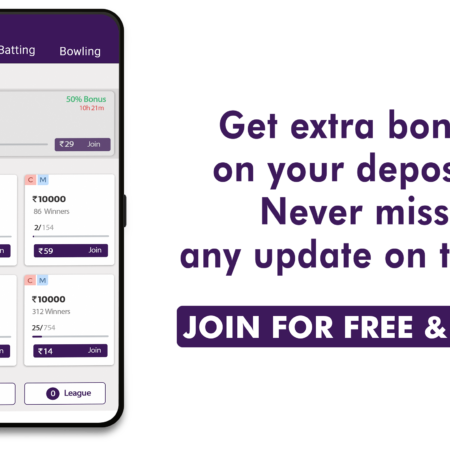 Batting Bowling
50% Bonus
10h 21m
₹29 Join
C M
₹10000
86 Winners
2/154
₹59 Join
C M
₹10000
312 Winners
25/754
₹14 Join
0 League
Get extra bon
on your depos
Never miss
any update on t
JOIN FOR FREE &